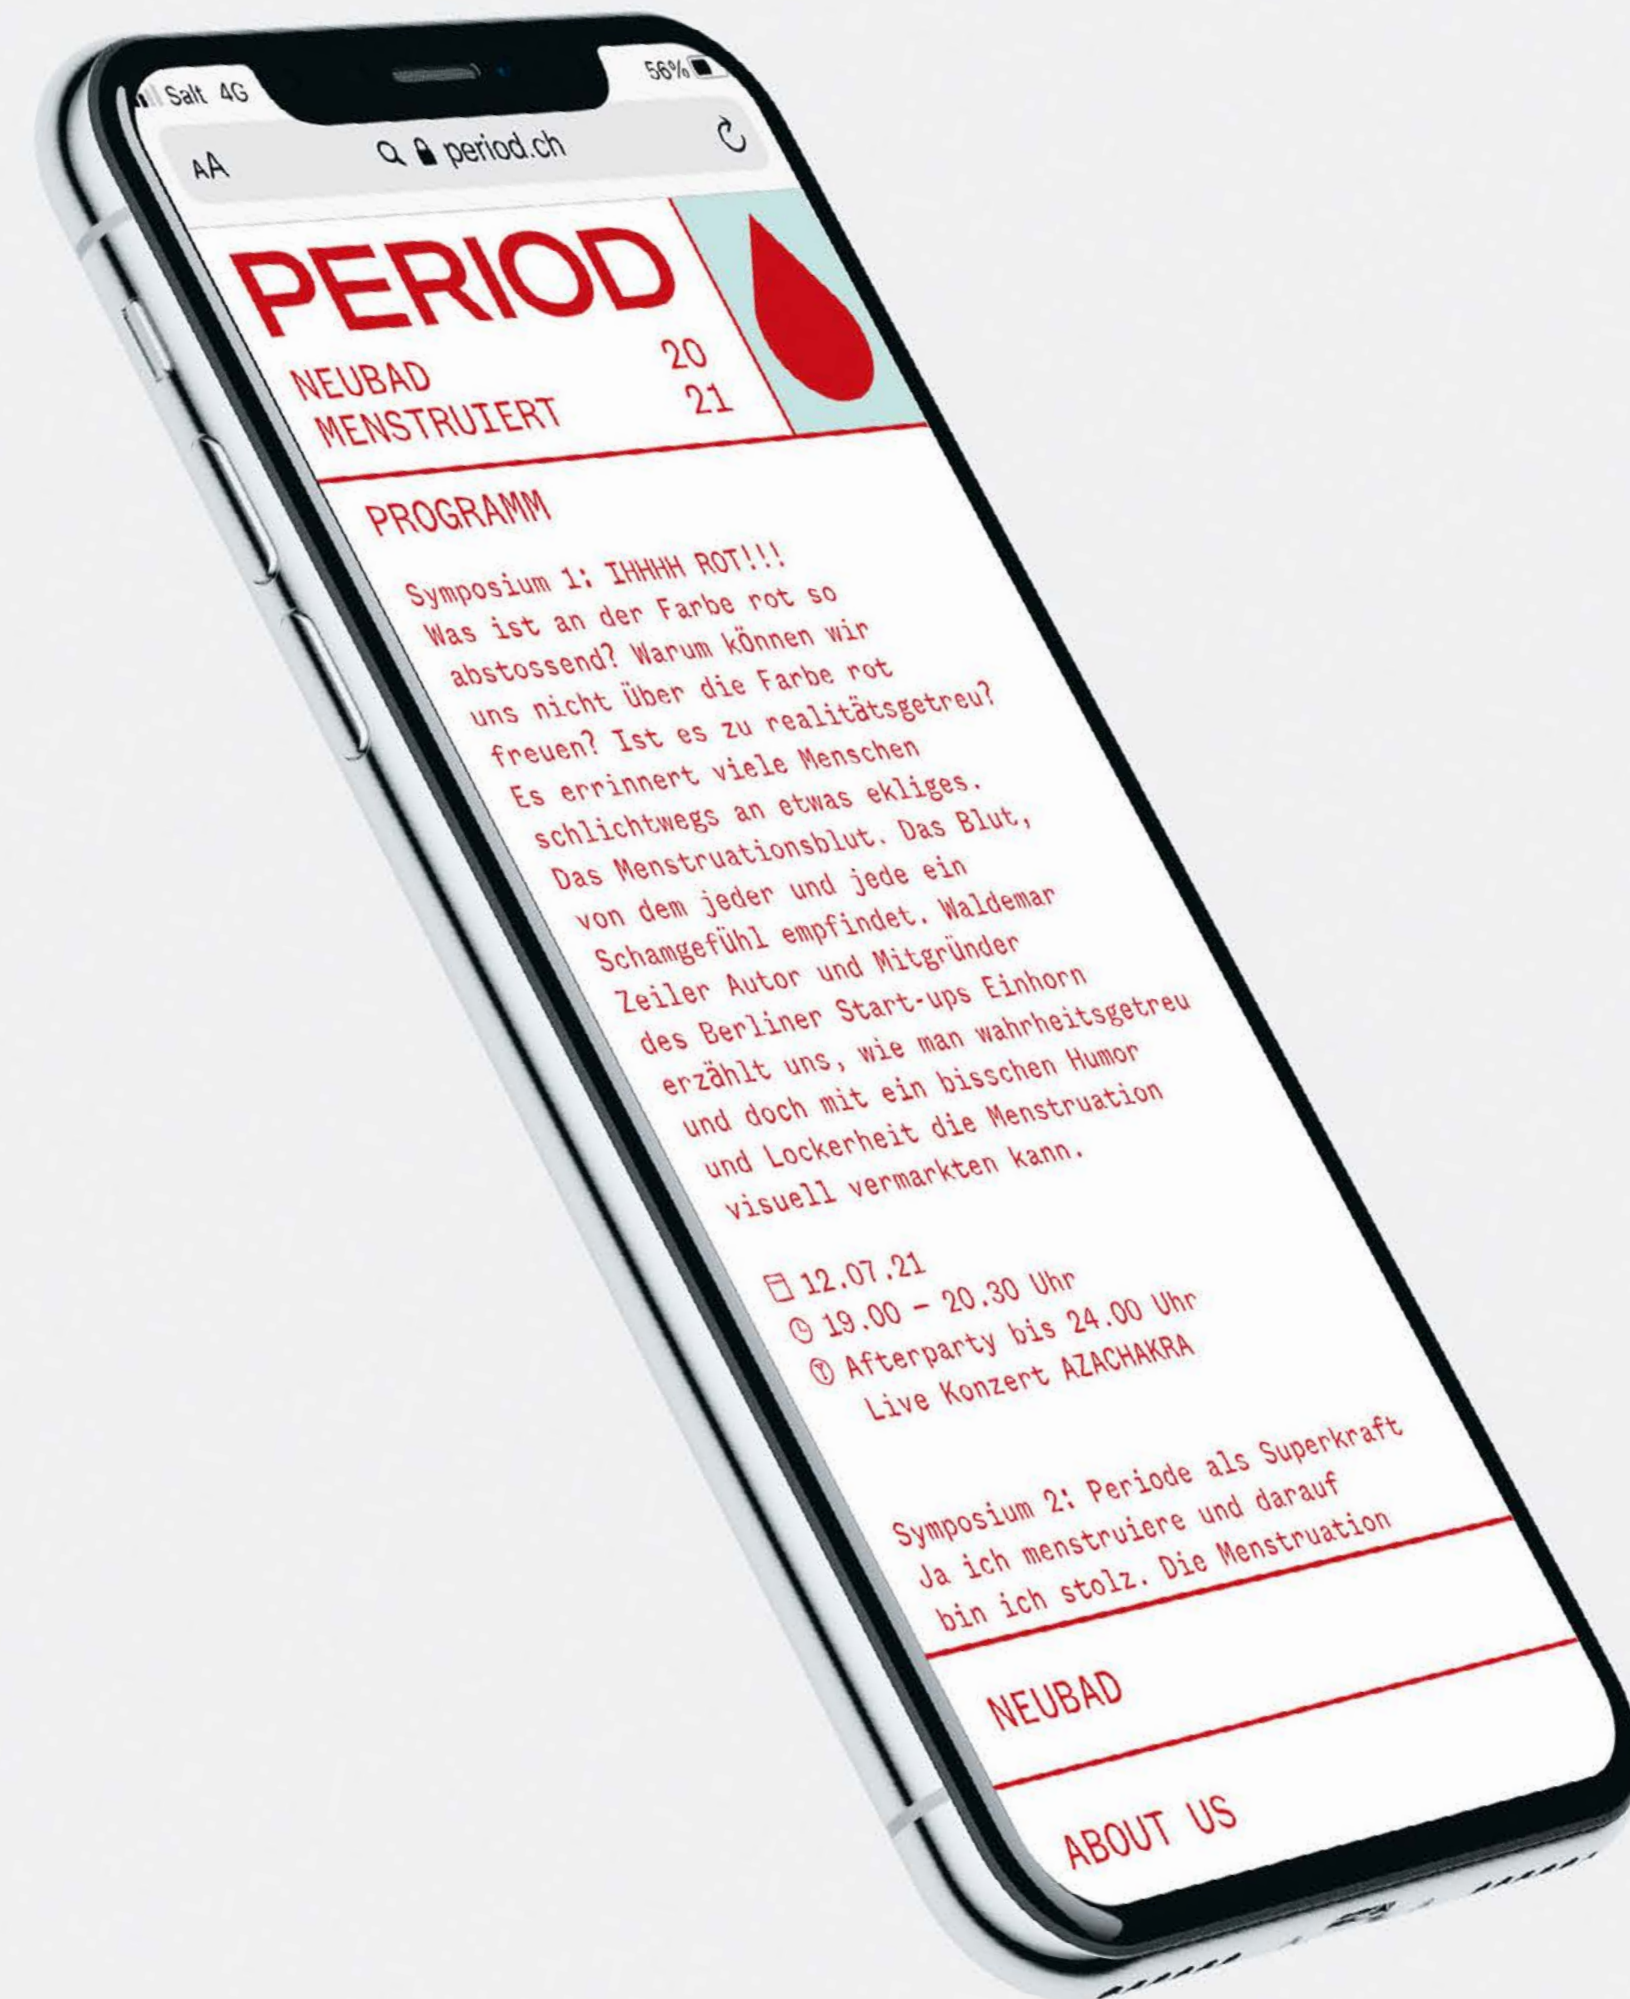 Salt 4G
56%
AA
period.ch
PERIOD
NEUBAD
MENSTRUIERT
20
21
PROGRAMM
Symposium 1: IHHHH ROT!!!
Was ist an der Farbe rot so
abstossend? Warum können wir
uns nicht über die Farbe rot
freuen? Ist es zu realitätsgetreu?
Es errinnert viele Menschen
schlichtwegs an etwas ekliges.
Das Menstruationsblut. Das Blut,
von dem jeder und jede ein
Schamgefühl empfindet. Waldemar
Zeiler Autor und Mitgründer
des Berliner Start-ups Einhorn
erzählt uns, wie man wahrheitsgetreu
und doch mit ein bisschen Humor
und Lockerheit die Menstruation
visuell vermarkten kann.
12.07.21
19.00 – 20.30 Uhr
Afterparty bis 24.00 Uhr
Live Konzert AZACHAKRA
Symposium 2: Periode als Superkraft
Ja ich menstruiere und darauf
bin ich stolz. Die Menstruation
NEUBAD
ABOUT US